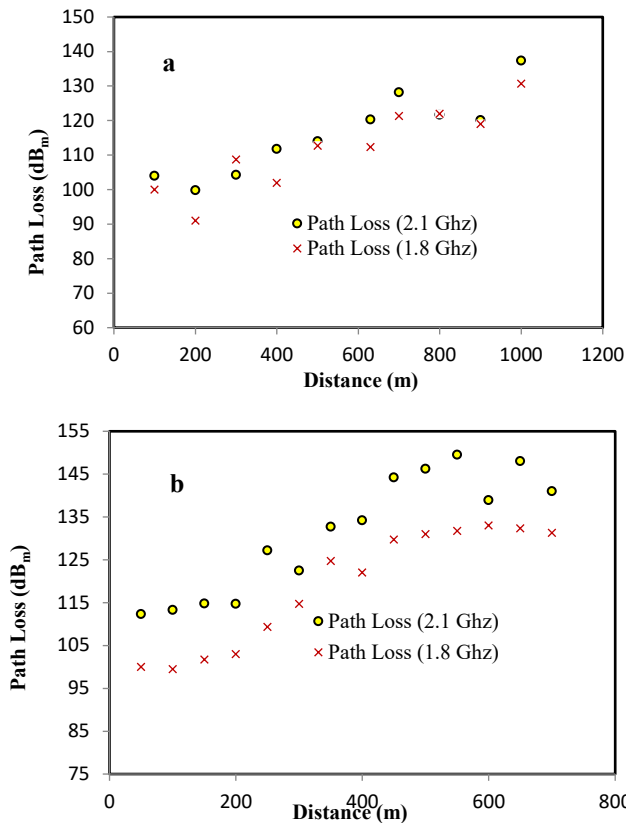 150
140
130
120
110
100
90
80
70
60
a
Path Loss (2.1 Ghz)
Path Loss (1.8 Ghz)
Path Loss (dBm)
0 200 400 600 800 1000 1200
Distance (m)
155
145
135
125
115
105
95
85
75
b
Path Loss (2.1 Ghz)
Path Loss (1.8 Ghz)
Path Loss (dBm)
0 200 400 600 800
Distance (m)